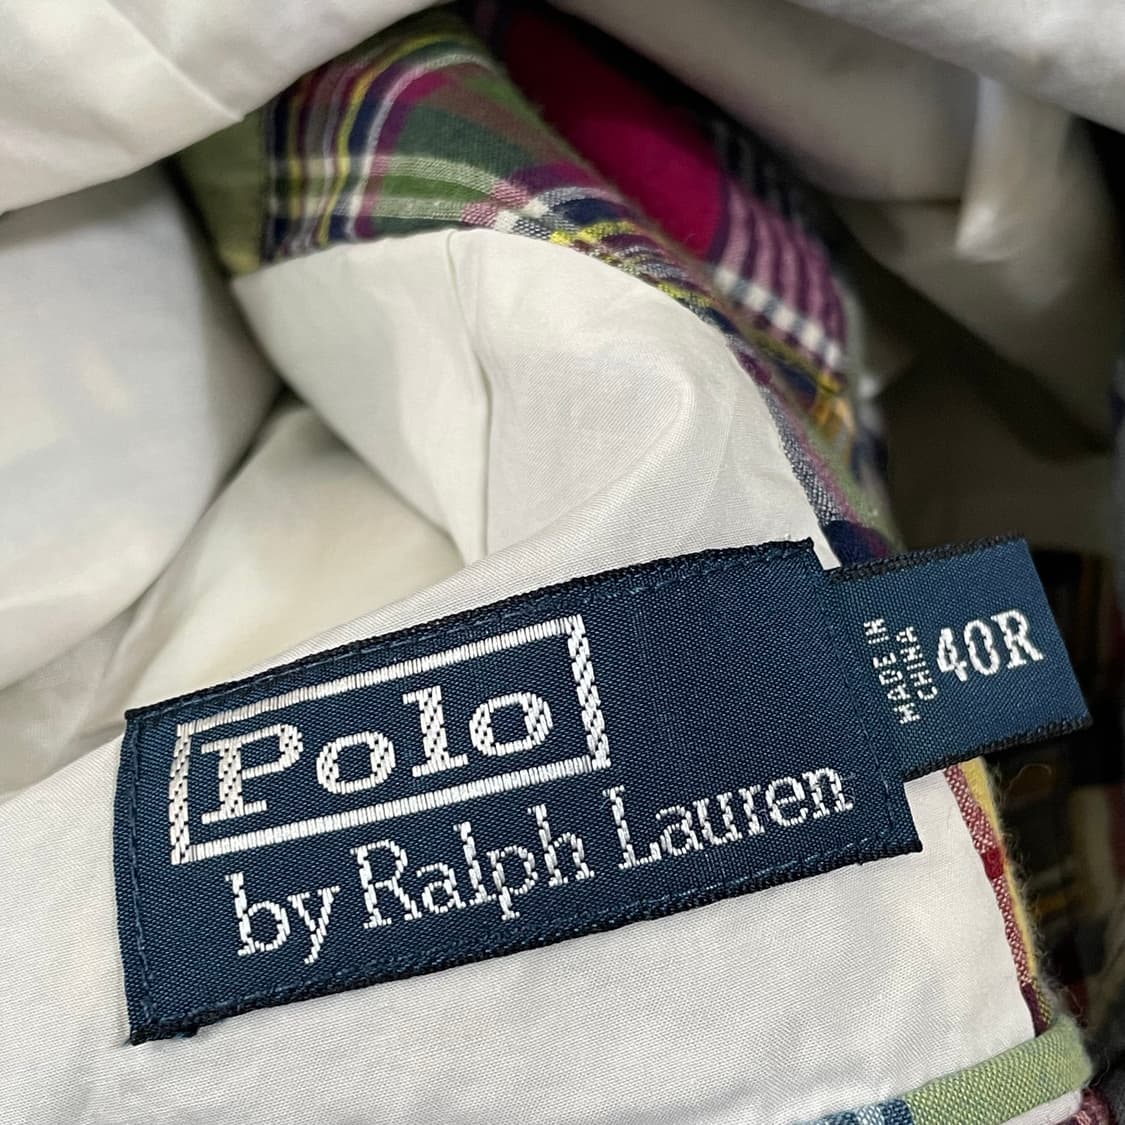 Polo
by Ralph Lauren
MADE IN
CHINA
40R